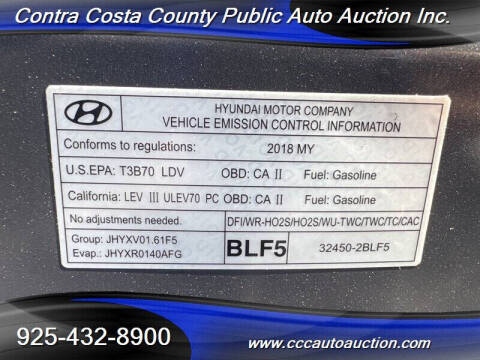 Contra Costa County Public Auto Auction Inc.
HYUNDAI MOTOR COMPANY
VEHICLE EMISSION CONTROL INFORMATION
Conforms to regulations: 2018 MY
U.S.EPA: T3B70 LDV OBD: CA II Fuel: Gasoline
California: LEV III ULEV70 PC OBD: CA II Fuel: Gasoline
No adjustments needed. DFI/WR-HO2S/HO2S/WU-TWC/TWC/TC/CAC
Group: JHYXV01.61F5
Evap.: JHYXR0140AFG
BLF5 32450-2BLF5
925-432-8900 www.cccautoauction.com